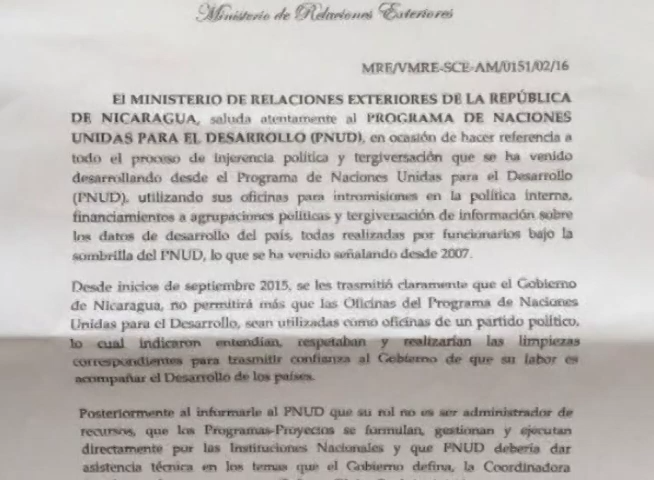 Ministerio de Relaciones Exteriores
MRE/VMRE-SCE-AM/0151/02/16
El MINISTERIO DE RELACIONES EXTERIORES DE LA REPÚBLICA
DE NICARAGUA, saluda atentamente al PROGRAMA DE NACIONES
UNIDAS PARA EL DESARROLLO (PNUD), en ocasión de hacer referencia a
todo el proceso de injerencia política y tergiversación que se ha venido
desarrollando desde el Programa de Naciones Unidas para el Desarrollo
(PNUD), utilizando sus oficinas para intromisiones en la política interna,
financiamientos a agrupaciones políticas y tergiversación de información sobre
los datos de desarrollo del país, todas realizadas por funcionarios bajo la
sombrilla del PNUD, lo que se ha venido señalando desde 2007.
Desde inicios de septiembre 2015, se les trasmitió claramente que el Gobierno
de Nicaragua, no permitirá más que las Oficinas del Programa de Naciones
Unidas para el Desarrollo, sean utilizadas como oficinas de un partido político,
lo cual indicaron entendían, respetaban y realizarían las limpiezas
correspondientes para trasmitir confianza al Gobierno de que su labor es
acompañar el Desarrollo de los países.
Posteriormente al informarle al PNUD que su rol no es ser administrador de
recursos, que los Programas-Proyectos se formulan, gestionan y ejecutan
directamente por las Instituciones Nacionales y que PNUD debería dar
asistencia técnica en los temas que el Gobierno defina, la Coordinadora